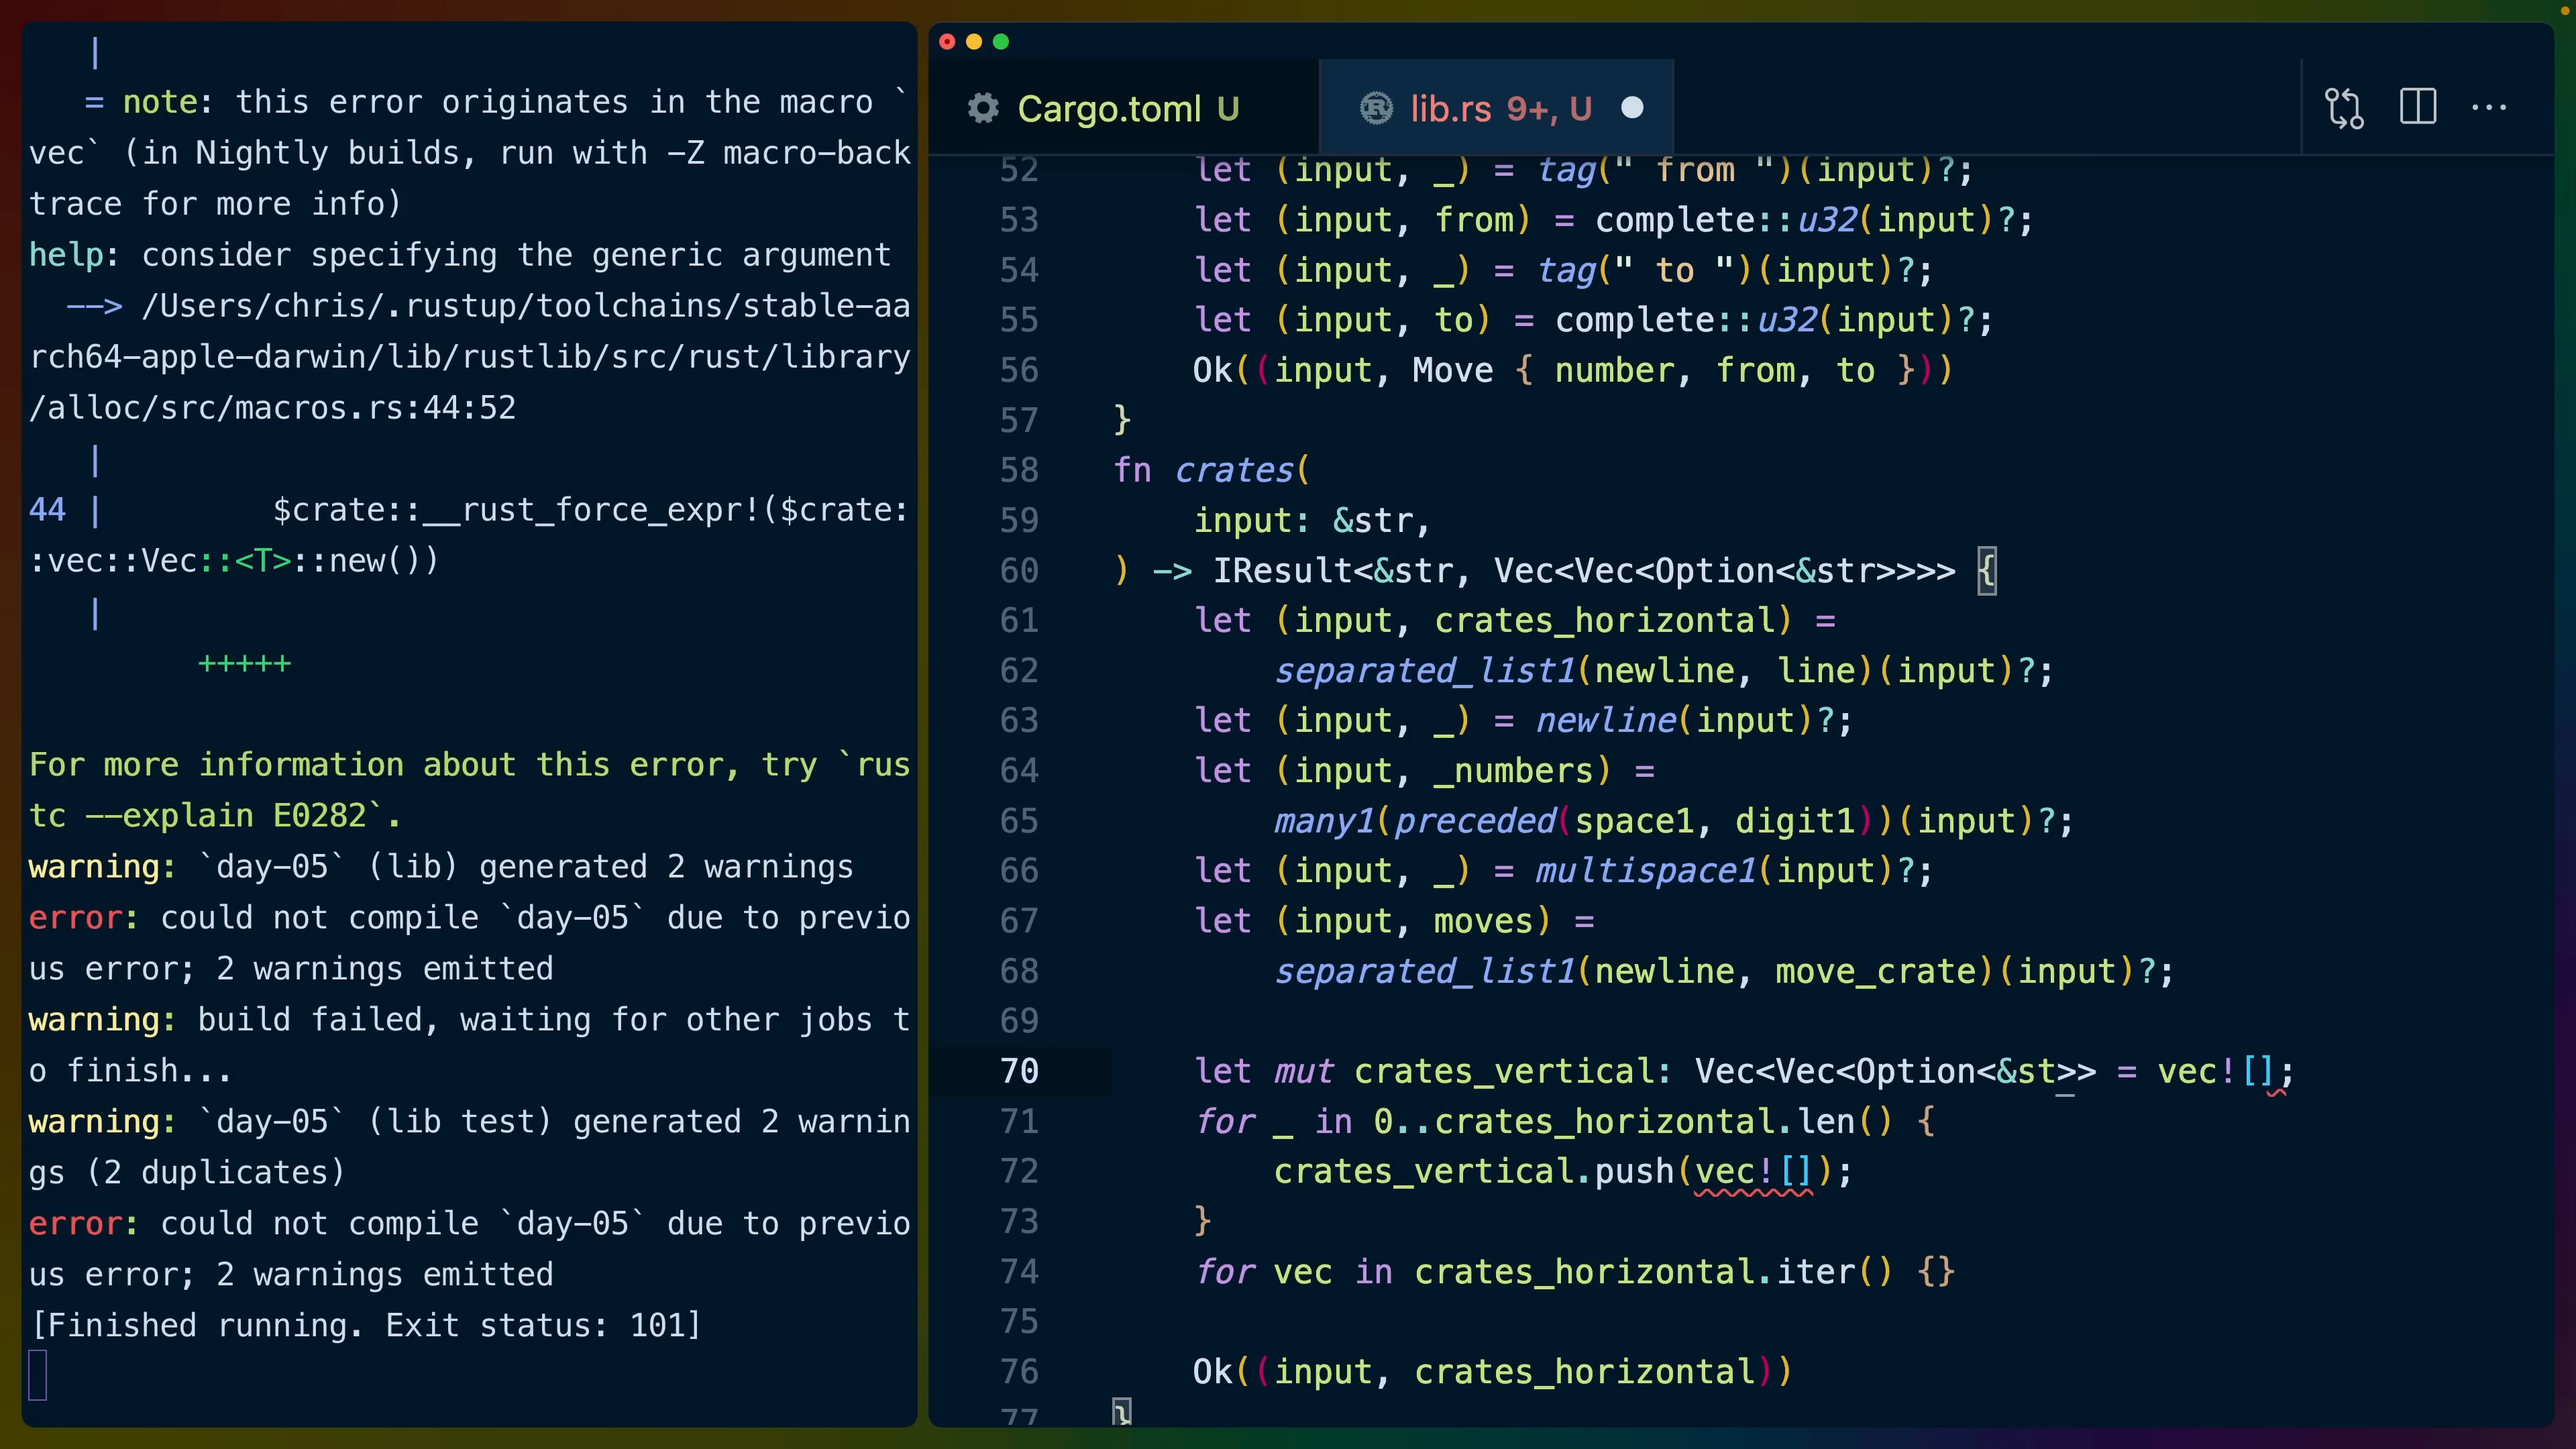 |
= note: this error originates in the macro `
vec` (in Nightly builds, run with -Z macro-back
trace for more info)
help: consider specifying the generic argument
--> /Users/chris/.rustup/toolchains/stable-aa
rch64-apple-darwin/lib/rustlib/src/rust/library
/alloc/src/macros.rs:44:52
|
44 |         $crate::__rust_force_expr!($crate:
:vec::Vec::<T>::new())
|
+++++
For more information about this error, try `rus
tc --explain E0282`.
warning: `day-05` (lib) generated 2 warnings
error: could not compile `day-05` due to previo
us error; 2 warnings emitted
warning: build failed, waiting for other jobs t
o finish...
warning: `day-05` (lib test) generated 2 warnin
gs (2 duplicates)
error: could not compile `day-05` due to previo
us error; 2 warnings emitted
[Finished running. Exit status: 101]
Cargo.toml U
lib.rs 9+, U
52 let (input, _) = tag(" from ")(input)?;
53 let (input, from) = complete::u32(input)?;
54 let (input, _) = tag(" to ")(input)?;
55 let (input, to) = complete::u32(input)?;
56 Ok((input, Move { number, from, to }))
57 }
58 fn crates(
59 input: &str,
60 ) -> IResult<&str, Vec<Vec<Option<&str>>>> {
61 let (input, crates_horizontal) =
62 separated_list1(newline, line)(input)?;
63 let (input, _) = newline(input)?;
64 let (input, _numbers) =
65 many1(preceded(space1, digit1))(input)?;
66 let (input, _) = multispace1(input)?;
67 let (input, moves) =
68 separated_list1(newline, move_crate)(input)?;
69
70 let mut crates_vertical: Vec<Vec<Option<&st>> = vec![];
71 for _ in 0..crates_horizontal.len() {
72 crates_vertical.push(vec![]);
73 }
74 for vec in crates_horizontal.iter() {}
75
76 Ok((input, crates_horizontal))
77 }